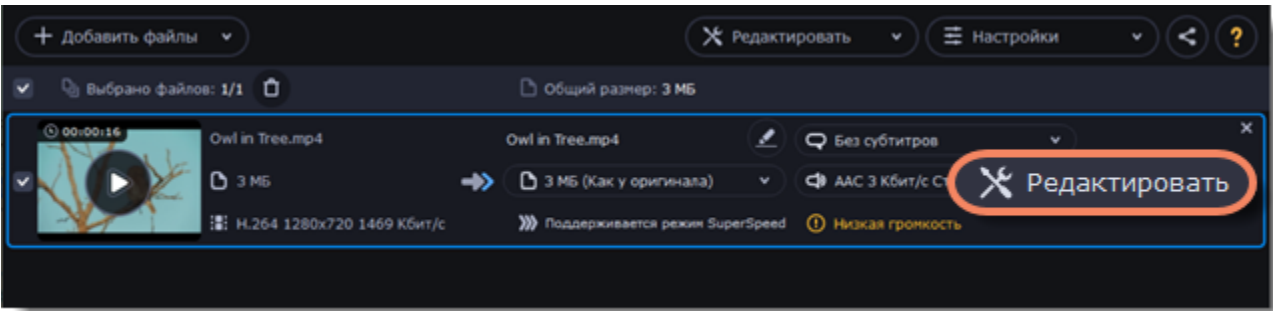 Добавить файлы
Редактировать
Настройки
?
Выбрано файлов: 1/1
Общий размер: 3 МБ
00:00:16
Owl in Tree.mp4
3 МБ
H.264 1280x720 1469 Кбит/с
Owl in Tree.mp4
3 МБ (Как у оригинала)
Поддерживается режим SuperSpeed
Без субтитров
AAC 3 Кбит/с Ст
Низкая громкость
Редактировать